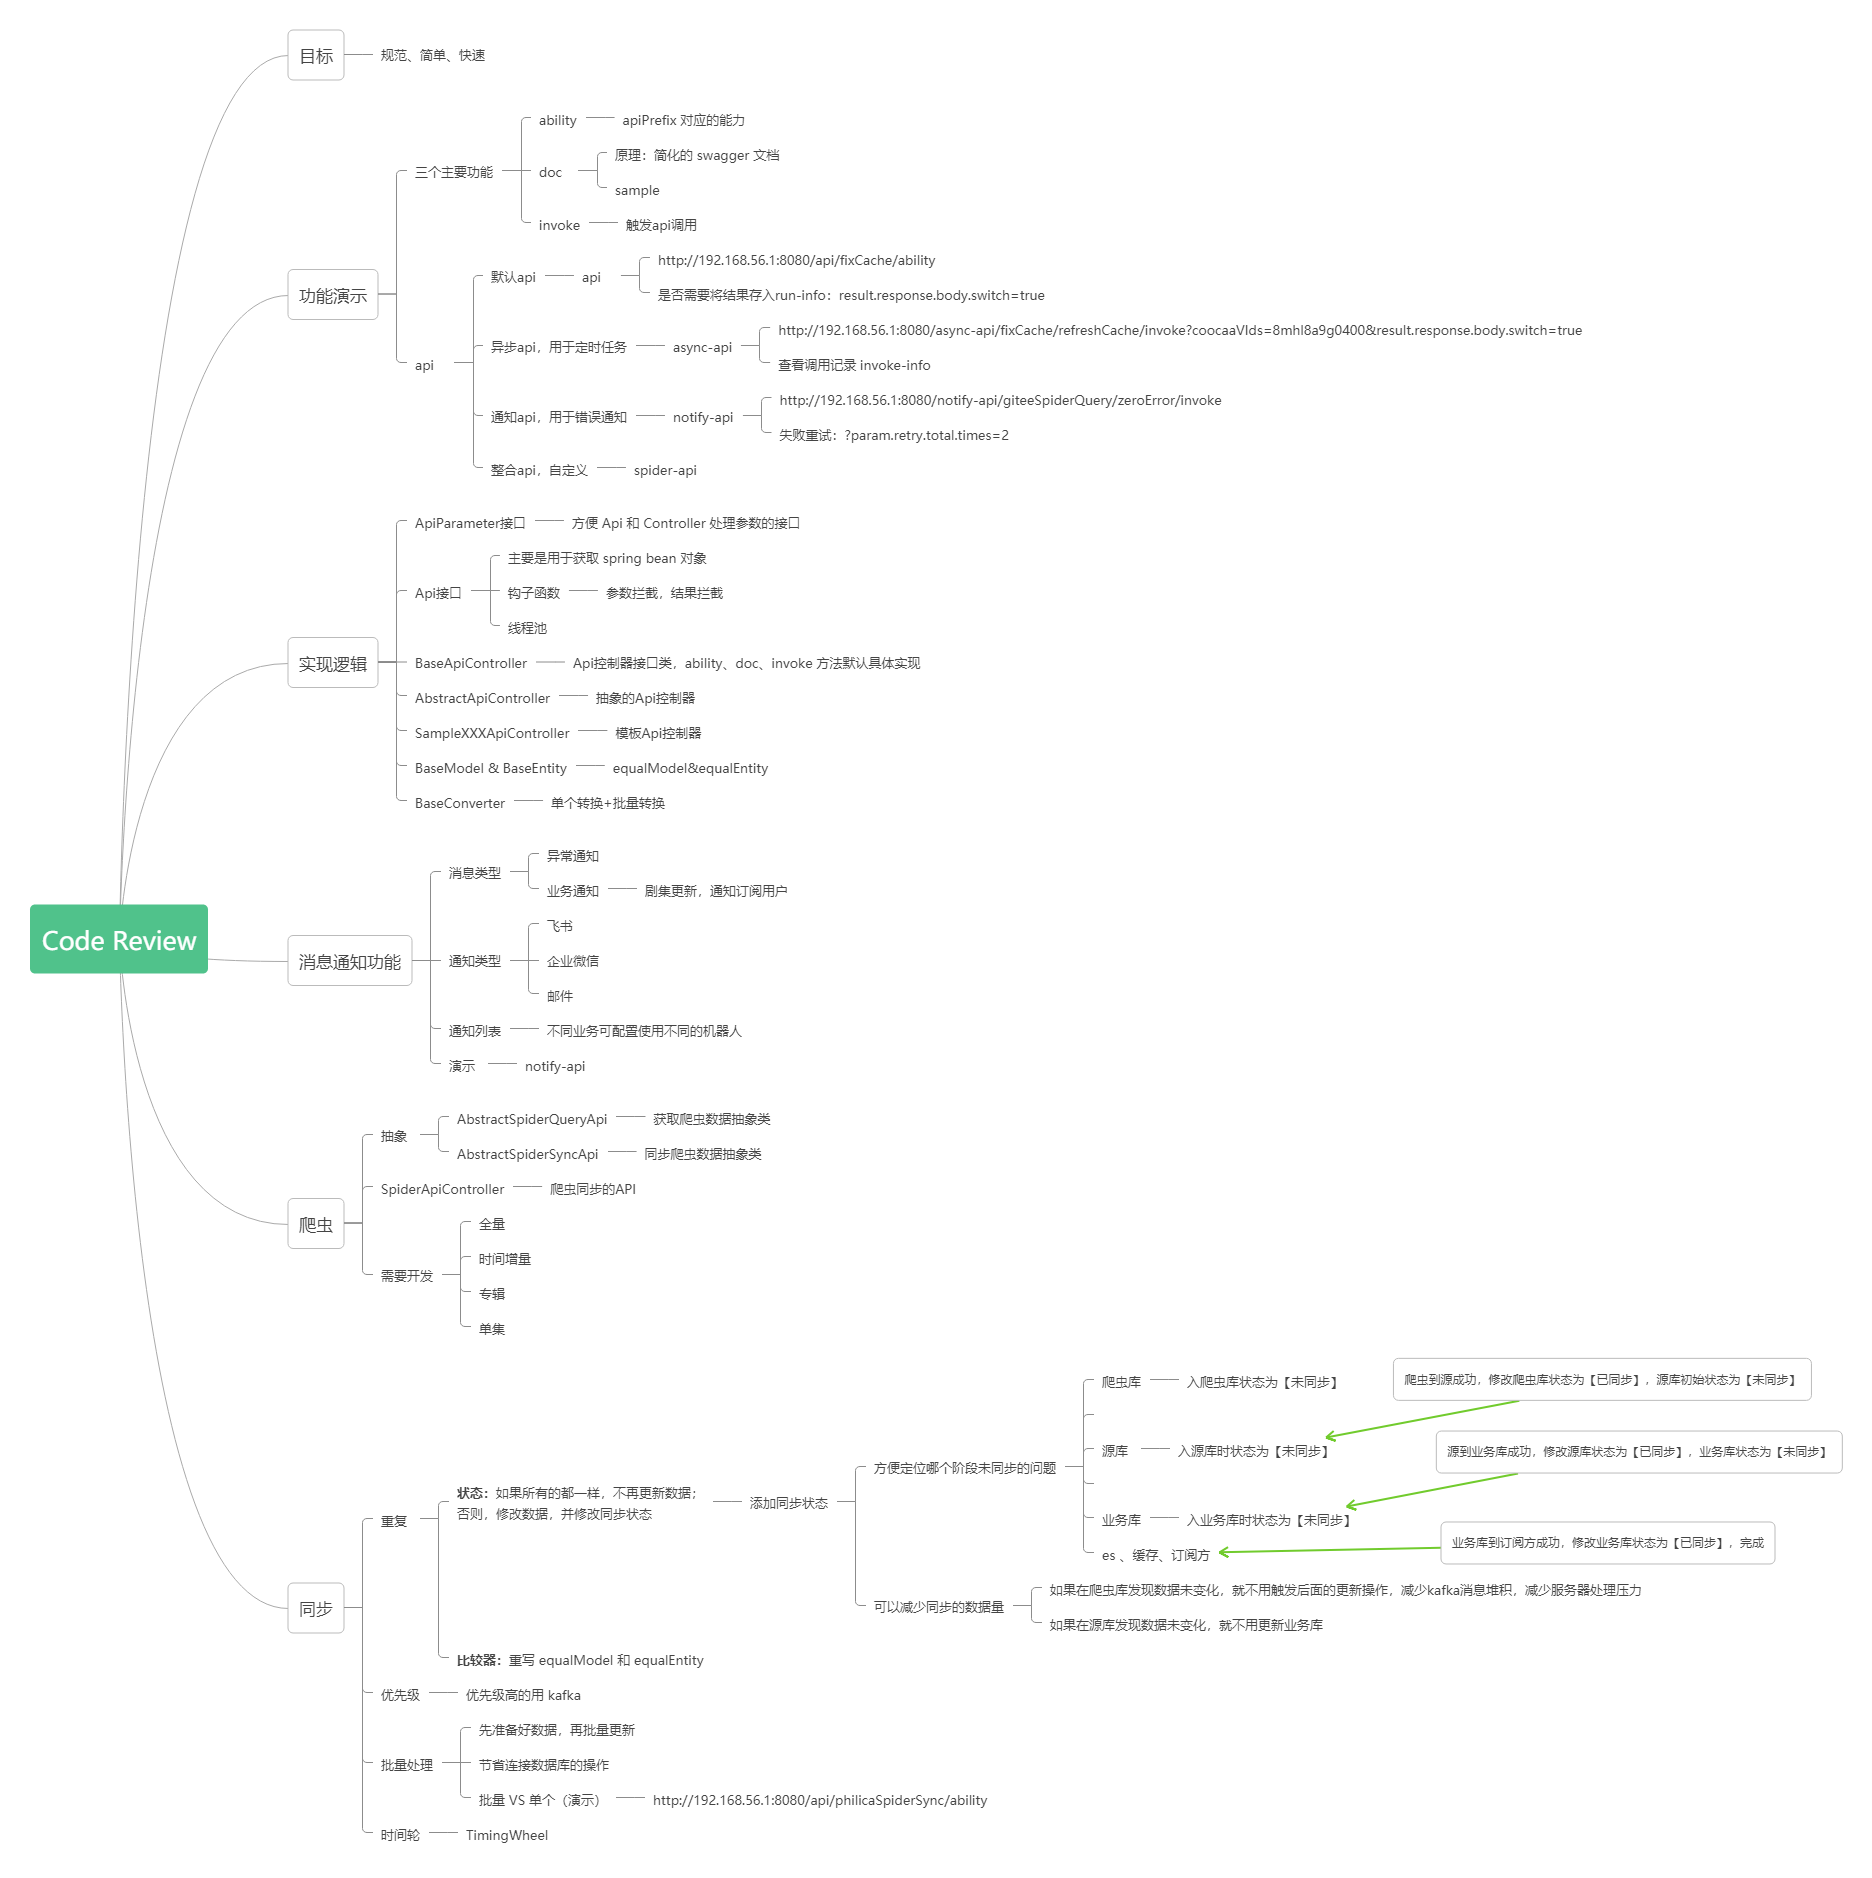 目标
规范、简单、快速
功能演示
三个主要功能
ability
apiPrefix 对应的能力
doc
原理：简化的 swagger 文档
sample
invoke
触发api调用
api
默认api
api
http://192.168.56.1:8080/api/fixCache/ability
是否需要将结果存入run-info：result.response.body.switch=true
异步api，用于定时任务
async-api
http://192.168.56.1:8080/async-api/fixCache/refreshCache/invoke?coocaaVIds=8mhl8a9g0400&result.response.body.switch=true
查看调用记录 invoke-info
通知api，用于错误通知
notify-api
http://192.168.56.1:8080/notify-api/giteeSpiderQuery/zeroError/invoke
失败重试：?param.retry.total.times=2
整合api，自定义
spider-api
实现逻辑
ApiParameter接口
方便 Api 和 Controller 处理参数的接口
Api接口
主要是用于获取 spring bean 对象
钩子函数
参数拦截，结果拦截
线程池
BaseApiController
Api控制器接口类，ability、doc、invoke 方法默认具体实现
AbstractApiController
抽象的Api控制器
SampleXXXApiController
模板Api控制器
BaseModel & BaseEntity
equalModel&equalEntity
BaseConverter
单个转换+批量转换
Code Review
消息通知功能
消息类型
异常通知
业务通知
剧集更新，通知订阅用户
通知类型
飞书
企业微信
邮件
通知列表
不同业务可配置使用不同的机器人
演示
notify-api
爬虫
抽象
AbstractSpiderQueryApi
获取爬虫数据抽象类
AbstractSpiderSyncApi
同步爬虫数据抽象类
SpiderApiController
爬虫同步的API
需要开发
全量
时间增量
专辑
单集
同步
重复
状态：如果所有的都一样，不再更新数据；
否则，修改数据，并修改同步状态
添加同步状态
方便定位哪个阶段未同步的问题
爬虫库
入爬虫库状态为【未同步】
爬虫到源成功，修改爬虫库状态为【已同步】，源库初始状态为【未同步】
源库
入源库时状态为【未同步】
源到业务库成功，修改源库状态为【已同步】，业务库状态为【未同步】
业务库
入业务库时状态为【未同步】
es 、缓存、订阅方
业务库到订阅方成功，修改业务库状态为【已同步】，完成
可以减少同步的数据量
如果在爬虫库发现数据未变化，就不用触发后面的更新操作，减少kafka消息堆积，减少服务器处理压力
如果在源库发现数据未变化，就不用更新业务库
比较器：重写 equalModel 和 equalEntity
优先级
优先级高的用 kafka
批量处理
先准备好数据，再批量更新
节省连接数据库的操作
批量 VS 单个（演示）
http://192.168.56.1:8080/api/philicaSpiderSync/ability
时间轮
TimingWheel